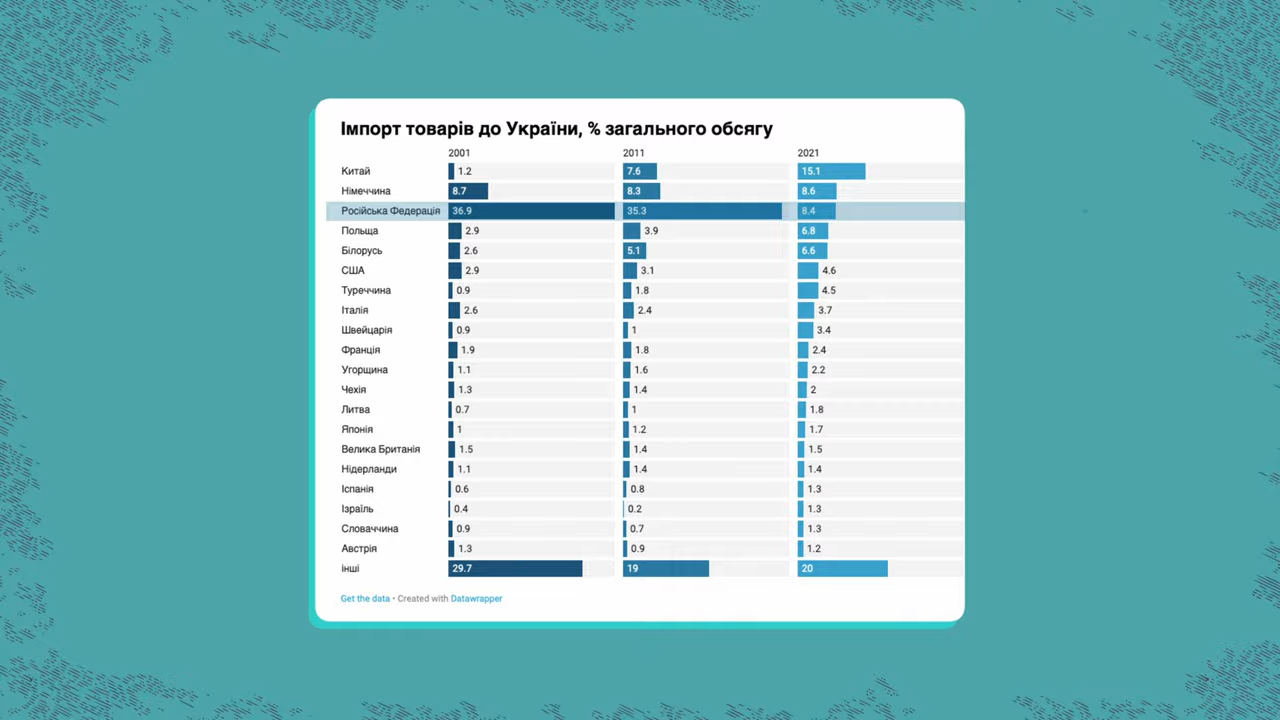 Імпорт товарів до України, % загального обсягу
2001 2011 2021
Китай 1.2 7.6 15.1
Німеччина 8.7 8.3 8.6
Російська Федерація 36.9 35.3 8.4
Польща 2.9 3.9 6.8
Білорусь 2.6 5.1 6.6
США 2.9 3.1 4.6
Туреччина 0.9 1.8 4.5
Італія 2.6 2.4 3.7
Швейцарія 0.9 1 3.4
Франція 1.9 1.8 2.4
Угорщина 1.1 1.6 2.2
Чехія 1.3 1.4 2
Литва 0.7 1 1.8
Японія 1 1.2 1.7
Велика Британія 1.5 1.4 1.5
Нідерланди 1.1 1.4 1.4
Іспанія 0.6 0.8 1.3
Ізраїль 0.4 0.2 1.3
Словаччина 0.9 0.7 1.3
Австрія 1.3 0.9 1.2
інші 29.7 19 20
Get the data • Created with Datawrapper